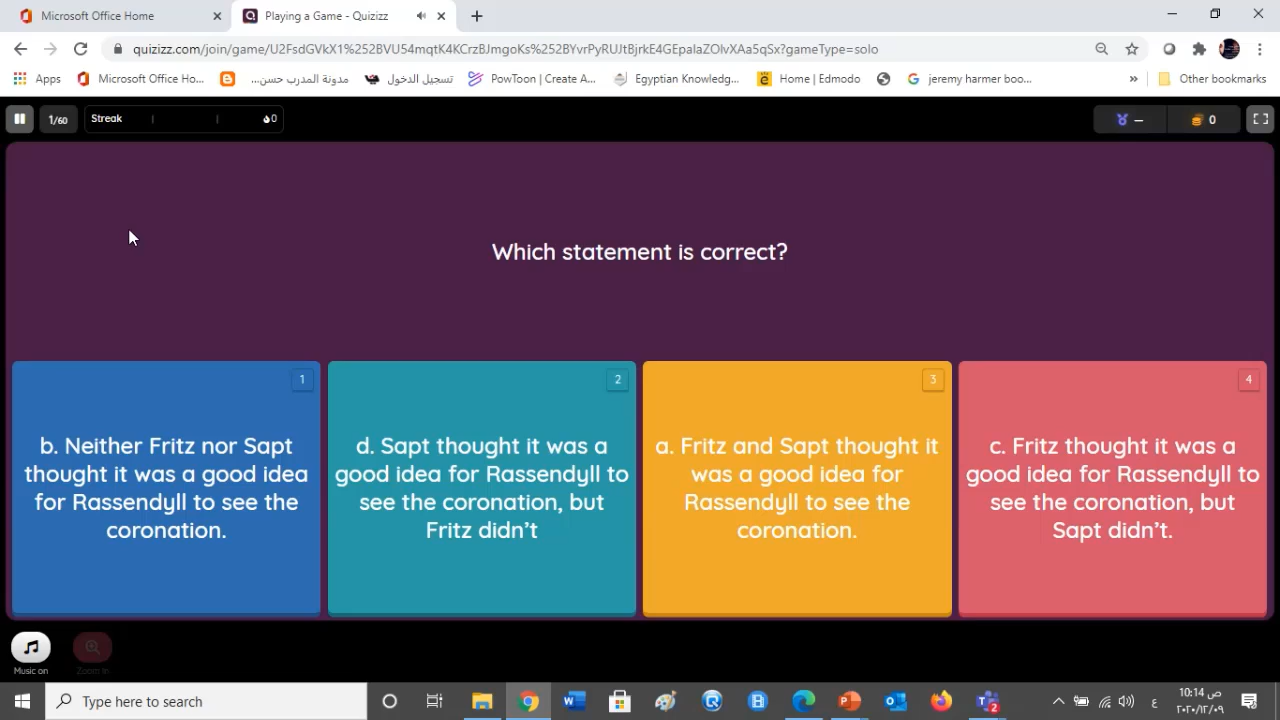 Microsoft Office Home
Playing a Game - Quizizz
quizizz.com/join/game/U2FsdGVkX1%252BVU54mqtK4KCrzBJmgoKs%252BYvrPyRUJtBjrkE4GEpalaZOlvXAa5qSx?gameType=solo
Apps
Microsoft Office Ho...
مدونة المدرب حسن...
تسجيل الدخول
PowToon | Create A...
Egyptian Knowledg...
Home | Edmodo
jeremy harmer boo...
Other bookmarks
1/60
Streak
0
–
0
Which statement is correct?
1
b. Neither Fritz nor Sapt
thought it was a good idea
for Rassendyll to see the
coronation.
2
d. Sapt thought it was a
good idea for Rassendyll to
see the coronation, but
Fritz didn’t
3
a. Fritz and Sapt thought it
was a good idea for
Rassendyll to see the
coronation.
4
c. Fritz thought it was a
good idea for Rassendyll to
see the coronation, but
Sapt didn’t.
Music on
Zoom in
Type here to search
ع
ص 10:14
٢٠٢٠/١٢/٠٩